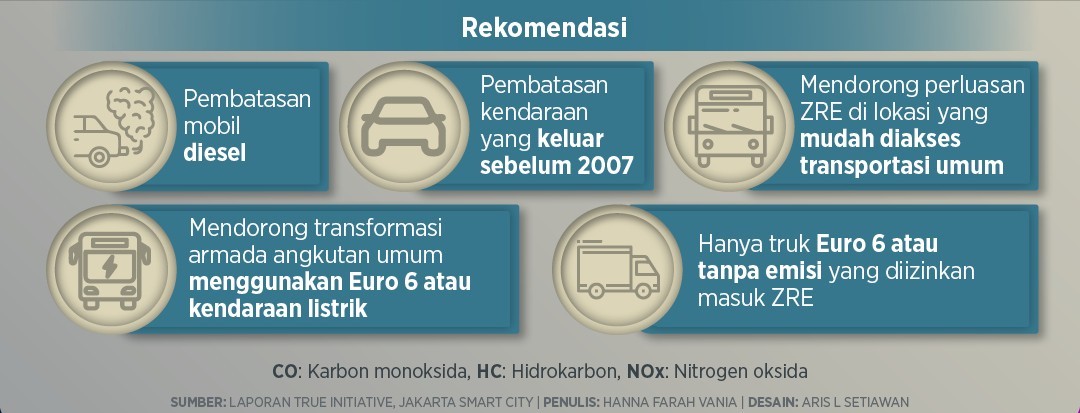 Rekomendasi
Pembatasan
mobil
diesel
Pembatasan
kendaraan
yang keluar
sebelum 2007
Mendorong perluasan
ZRE di lokasi yang
mudah diakses
transportasi umum
Mendorong transformasi
armada angkutan umum
menggunakan Euro 6 atau
kendaraan listrik
Hanya truk Euro 6 atau
tanpa emisi yang diizinkan
masuk ZRE
CO: Karbon monoksida, HC: Hidrokarbon, NOx: Nitrogen oksida
SUMBER: LAPORAN TRUE INITIATIVE, JAKARTA SMART CITY | PENULIS: HANNA FARAH VANIA | DESAIN: ARIS L SETIAWAN